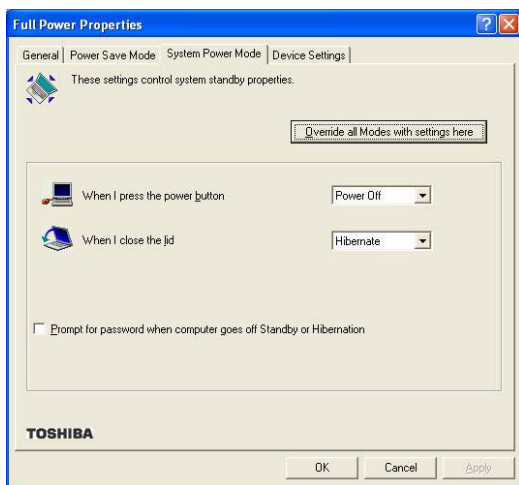 Full Power Properties
General Power Save Mode System Power Mode Device Settings
These settings control system standby properties.
Override all Modes with settings here
When I press the power button Power Off
When I close the lid Hibernate
Prompt for password when computer goes off Standby or Hibernation
TOSHIBA
OK Cancel Apply